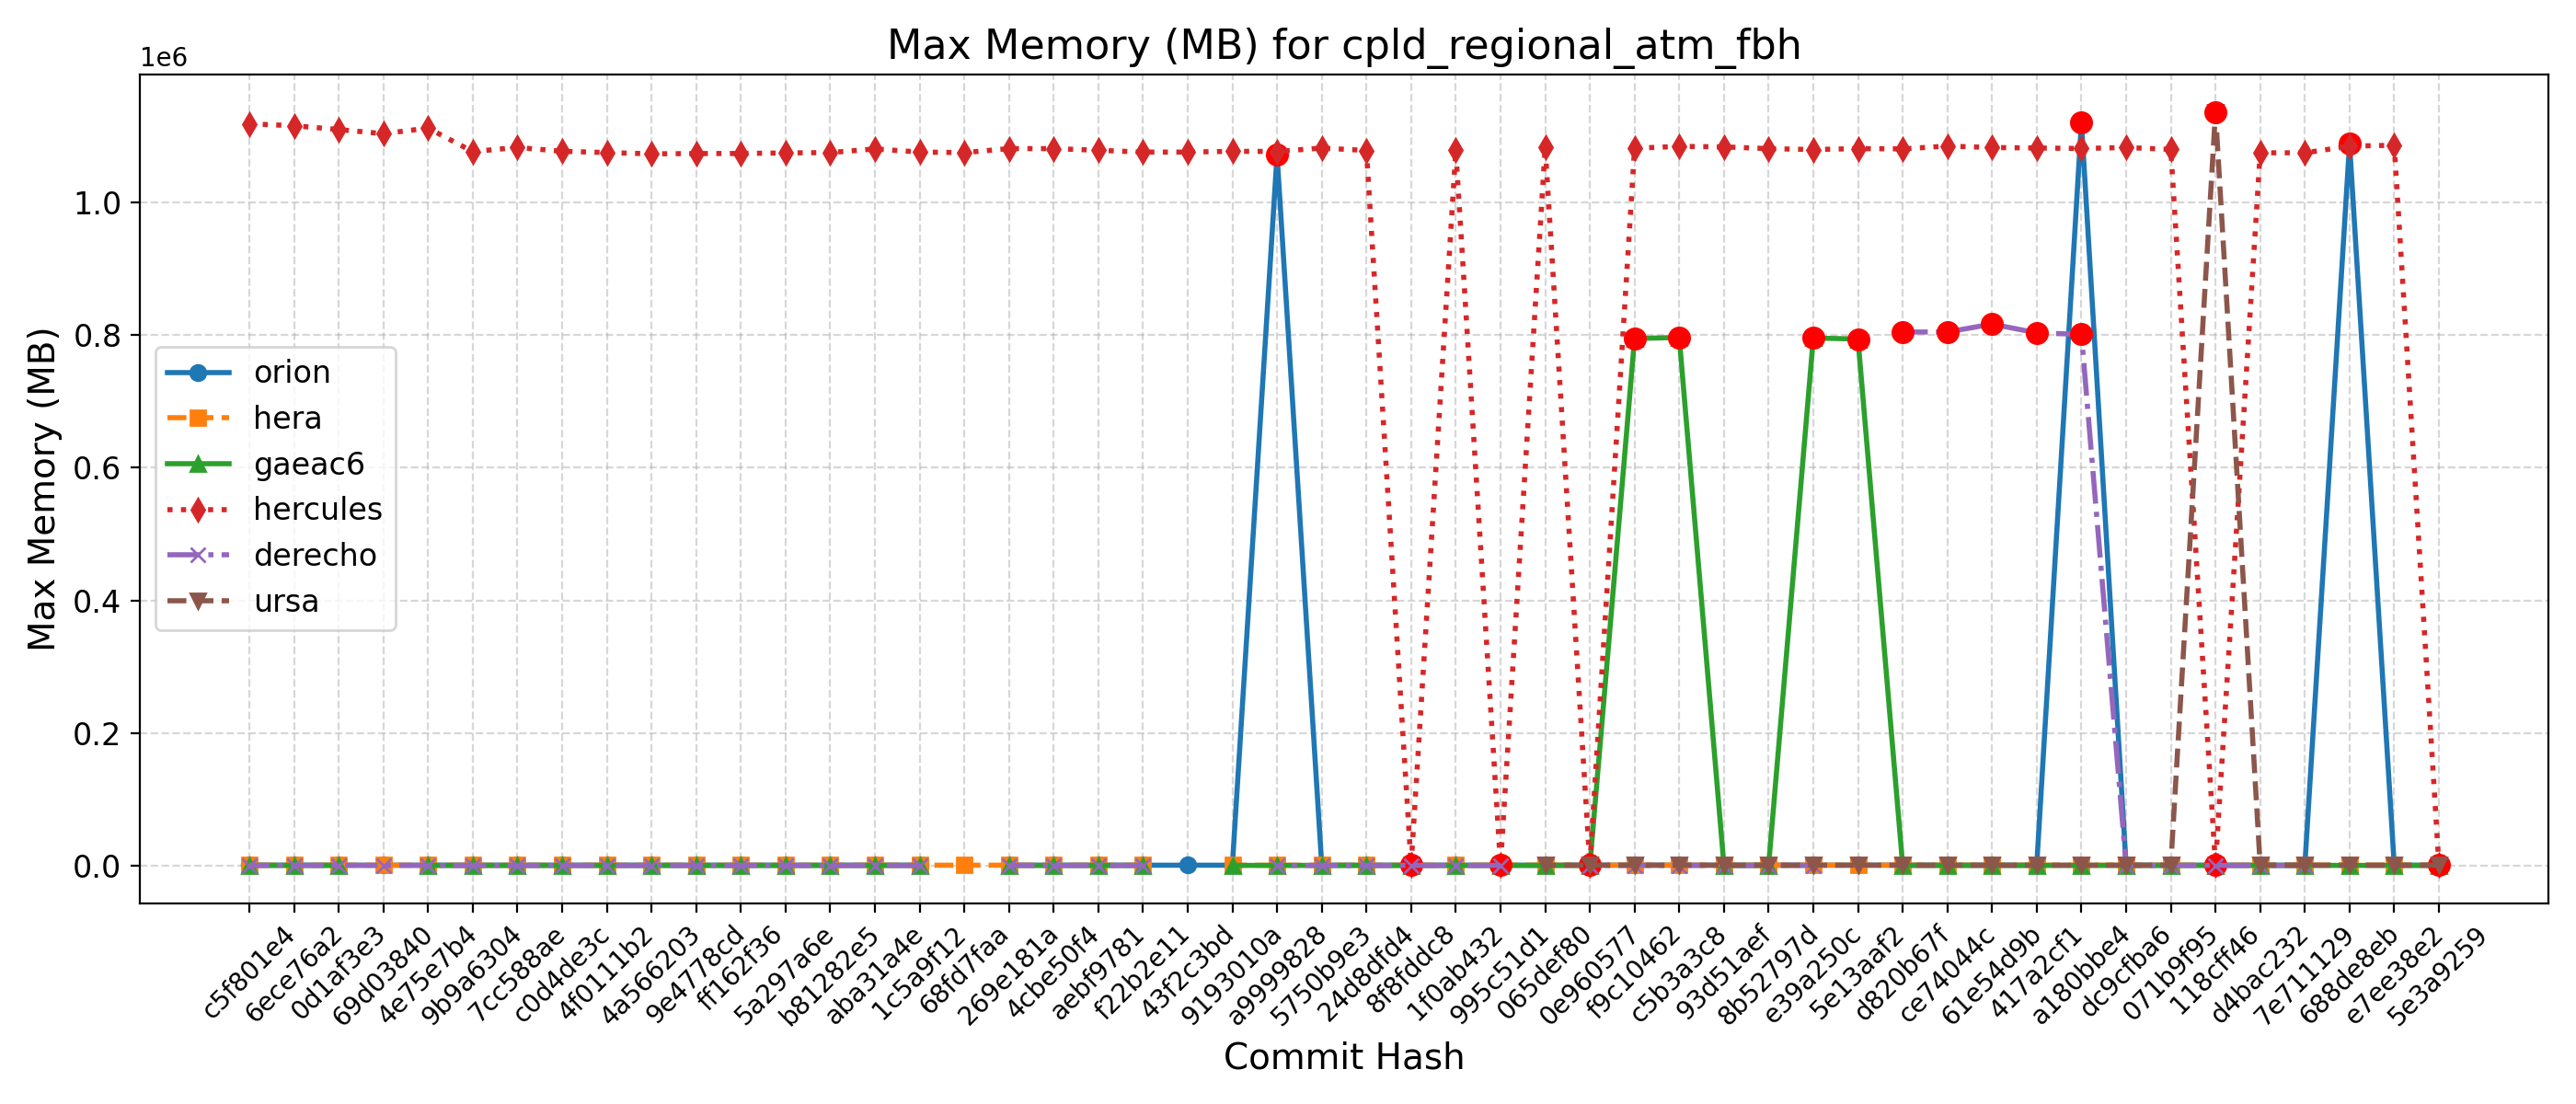 Max Memory (MB) for cpld_regional_atm_fbh
1e6
Max Memory (MB)
1.0
0.8
0.6
0.4
0.2
0.0
orion
hera
gaeac6
hercules
derecho
ursa
c5f801e4
6ece76a2
0d1af3e3
69d03840
4e75e7b4
9b9a6304
7cc588ae
c0d4de3c
4f0111b2
4a566203
9e4778cd
ff162f36
5a297a6e
b81282e5
aba31a4e
1c5a9f12
68fd7faa
269e181a
4cbe50f4
aebf9781
f22b2e11
43f2c3bd
9193010a
a9999828
5750b9e3
24d8dfd4
8f8fddc8
1f0ab432
995c51d1
065def80
0e960577
f9c10462
c5b3a3c8
93d51aef
8b52797d
e39a250c
5e13aaf2
d820b67f
ce74044c
61e54d9b
417a2cf1
a180bbe4
dc9cfba6
071b9f95
118cff46
d4bac232
7e711129
688de8eb
e7ee38e2
5e3a9259
Commit Hash